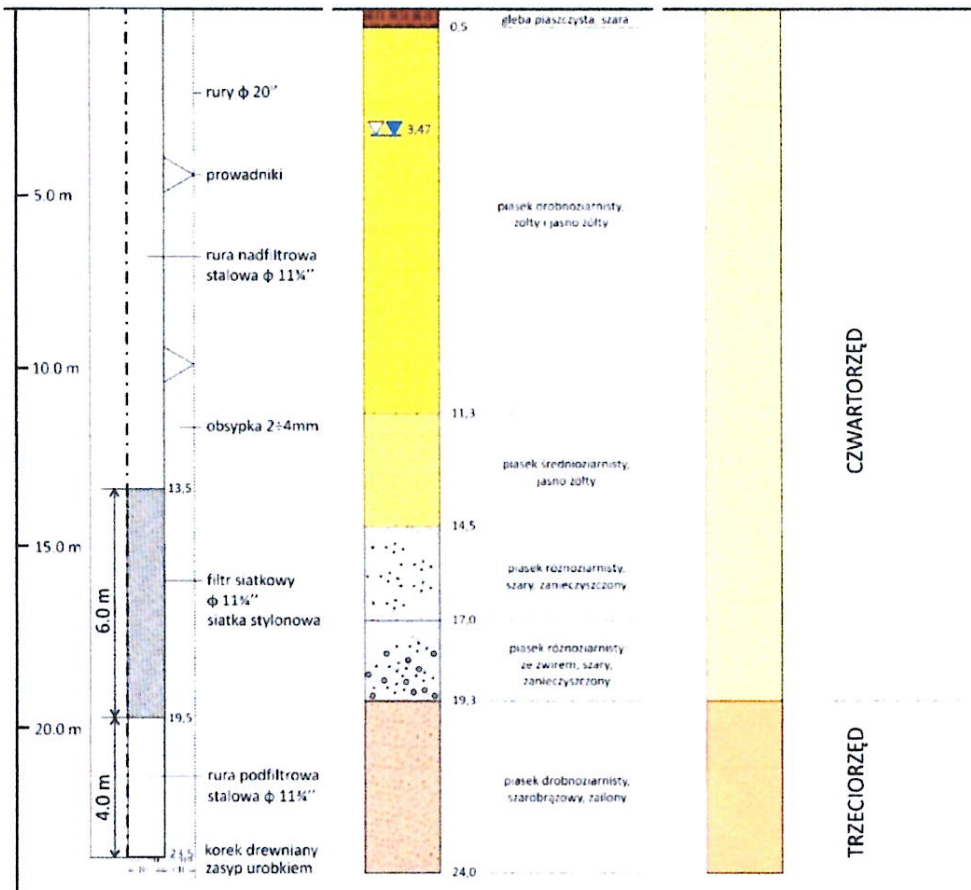 5.0 m
10.0 m
15.0 m
20.0 m
rury ф 20''
prowadniki
rura nadfiltrowa
stalowa ф 11¾''
obsypka 2÷4mm
13,5
6.0 m
filtr siatkowy
ф 11¾''
siatka stylonowa
19,5
4.0 m
rura podfiltrowa
stalowa ф 11¾''
23,5
korek drewniany
zasyp urobkiem
gleba piaszczysta, szara
0,5
3,47
piasek drobnoziarnisty,
żółty i jasno żółty
11,3
piasek średnioziarnisty,
jasno żółty
14,5
piasek różnoziarnisty,
szary, zanieczyszczony
17,0
piasek różnoziarnisty
ze żwirem, szary,
zanieczyszczony
19,3
piasek drobnoziarnisty,
szarobrązowy, zailony
24,0
CZWARTORZĘD
TRZECIORZĘD